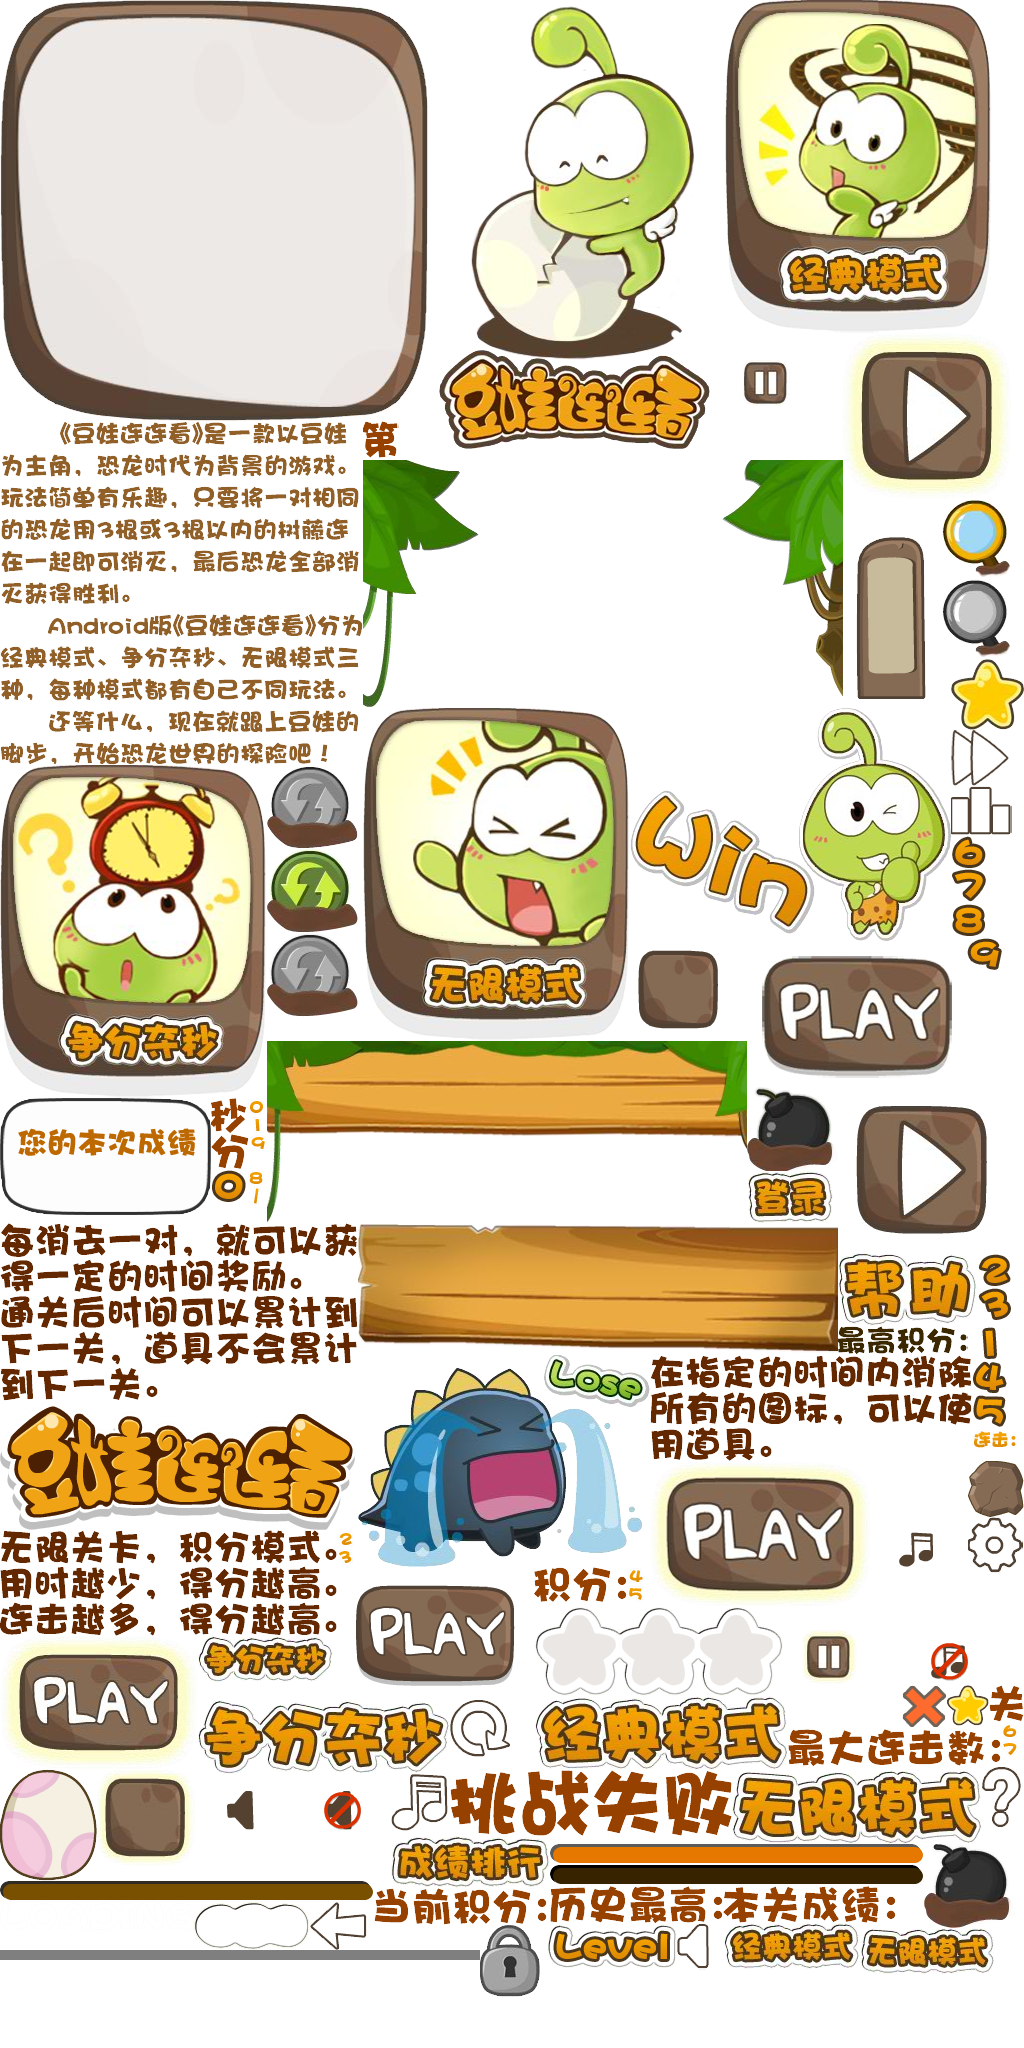 经典模式
豆娃连连看
《豆娃连连看》是一款以豆娃
为主角，恐龙时代为背景的游戏。
玩法简单有乐趣，只要将一对相同
的恐龙用3根或3根以内的树藤连
在一起即可消灭，最后恐龙全部消
灭获得胜利。
Android版《豆娃连连看》分为
经典模式、争分夺秒、无限模式三
种，每种模式都有自己不同玩法。
还等什么，现在就跟上豆娃的
脚步，开始恐龙世界的探险吧！
第
争分夺秒
无限模式
win
6
7
8
9
PLAY
您的本次成绩
秒
分
0
0
1
9
8
1
登录
每消去一对，就可以获
得一定的时间奖励。
通关后时间可以累计到
下一关，道具不会累计
到下一关。
帮助
2
3
最高积分：
1
4
5
在指定的时间内消除
所有的图标，可以使
用道具。
连击：
Lose
豆娃连连看
无限关卡，积分模式。
用时越少，得分越高。
连击越多，得分越高。
2
3
PLAY
积分：
4
5
PLAY
争分夺秒
PLAY
争分夺秒
经典模式
关
最大连击数：
6
7
挑战失败
无限模式
成绩排行
当前积分：
历史最高：
本关成绩：
Level
经典模式
无限模式